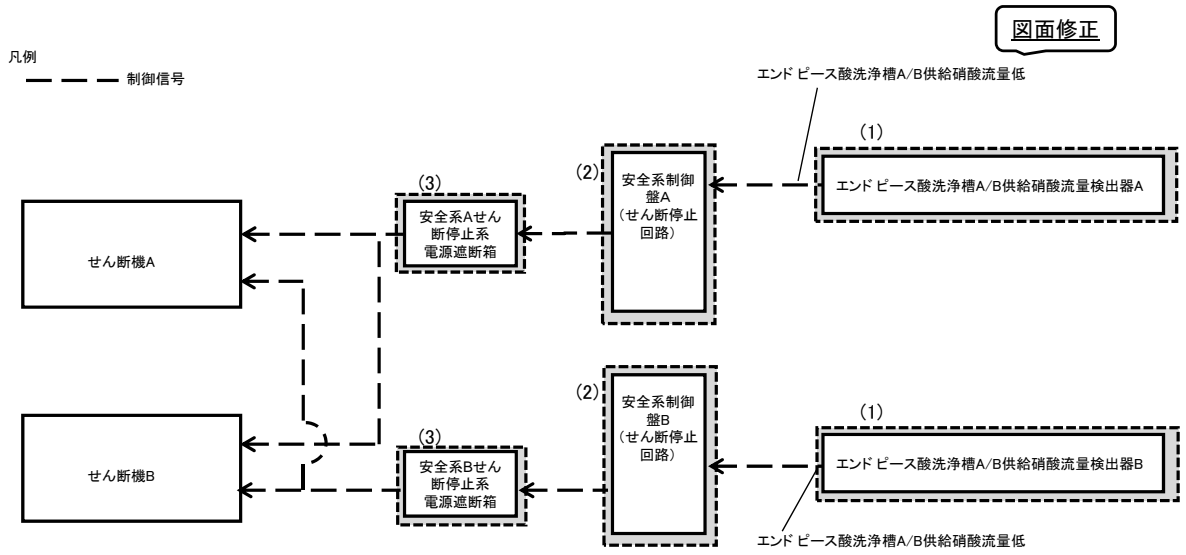 図面修正
凡例
制御信号
エンドピース酸洗浄槽A/B供給硝酸流量低
(1)
エンドピース酸洗浄槽A/B供給硝酸流量検出器A
(2)
安全系制御
盤A
(せん断停止
回路)
(3)
安全系Aせん
断停止系
電源遮断箱
せん断機A
せん断機B
(3)
安全系Bせん
断停止系
電源遮断箱
(2)
安全系制御
盤B
(せん断停止
回路)
(1)
エンドピース酸洗浄槽A/B供給硝酸流量検出器B
エンドピース酸洗浄槽A/B供給硝酸流量低